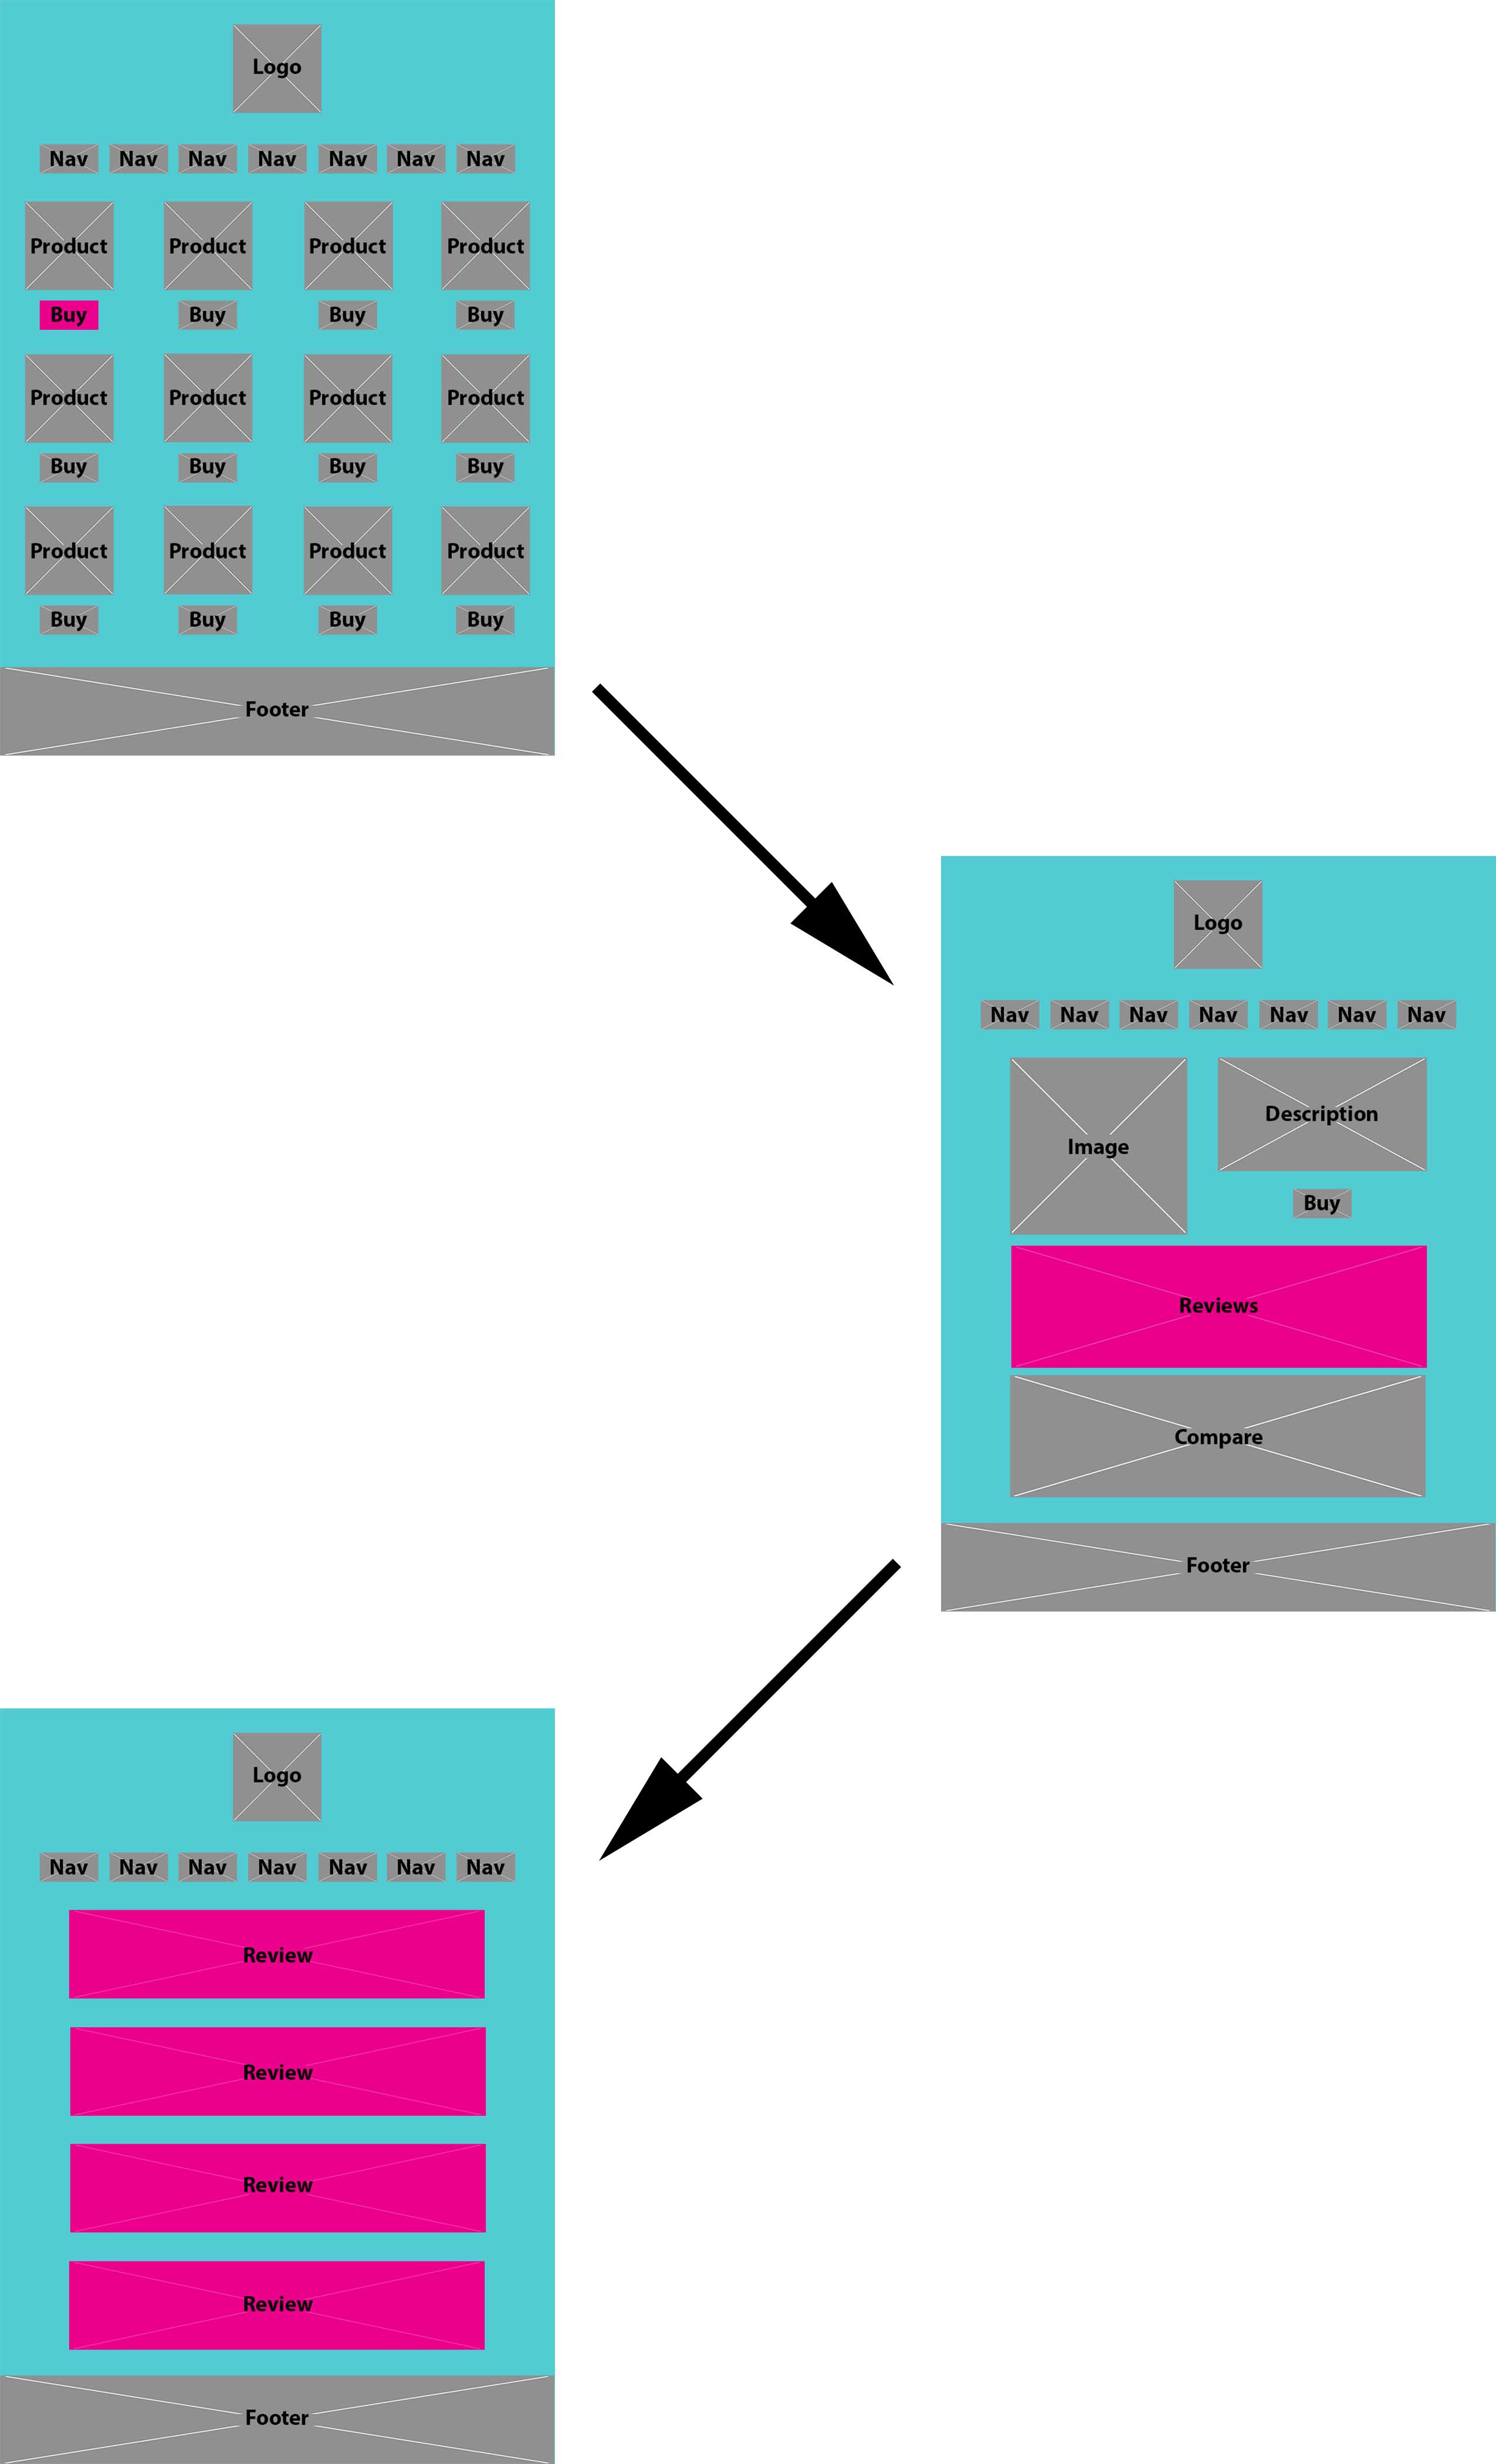 Logo
Nav Nav Nav Nav Nav Nav Nav
Product Product Product Product
Buy Buy Buy Buy
Product Product Product Product
Buy Buy Buy Buy
Product Product Product Product
Buy Buy Buy Buy
Footer
Logo
Nav Nav Nav Nav Nav Nav Nav
Image
Description
Buy
Reviews
Compare
Footer
Logo
Nav Nav Nav Nav Nav Nav Nav
Review
Review
Review
Review
Footer